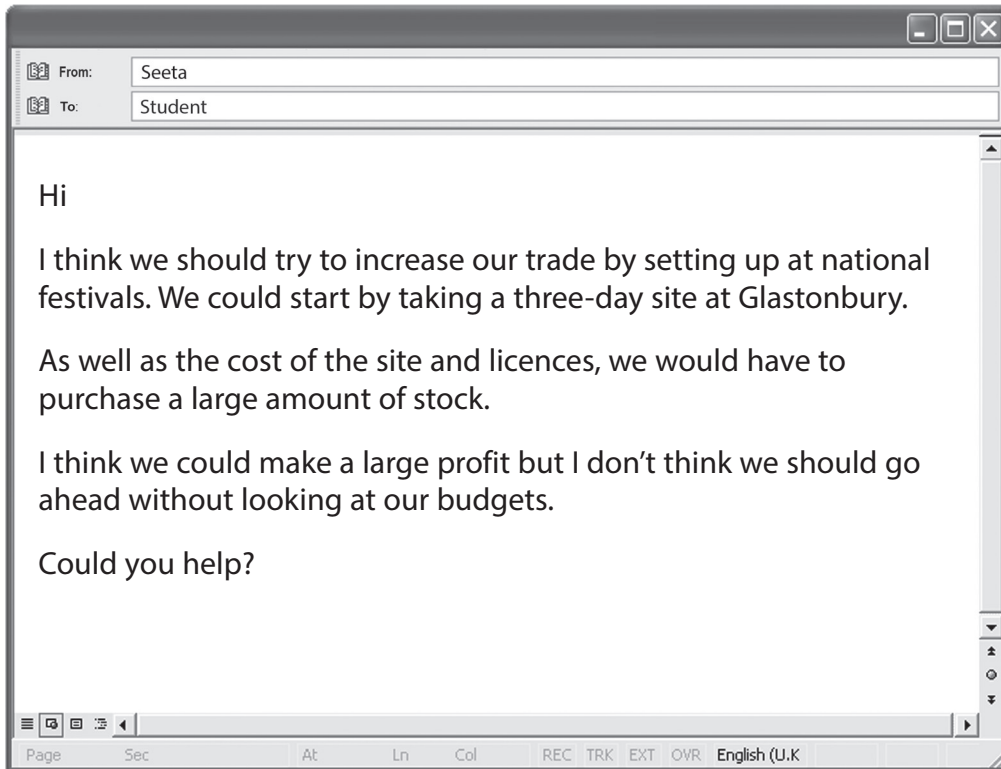 From: Seeta
To: Student
Hi
I think we should try to increase our trade by setting up at national
festivals. We could start by taking a three-day site at Glastonbury.
As well as the cost of the site and licences, we would have to
purchase a large amount of stock.
I think we could make a large profit but I don’t think we should go
ahead without looking at our budgets.
Could you help?
Page Sec At Ln Col REC TRK EXT OVR English (U.K